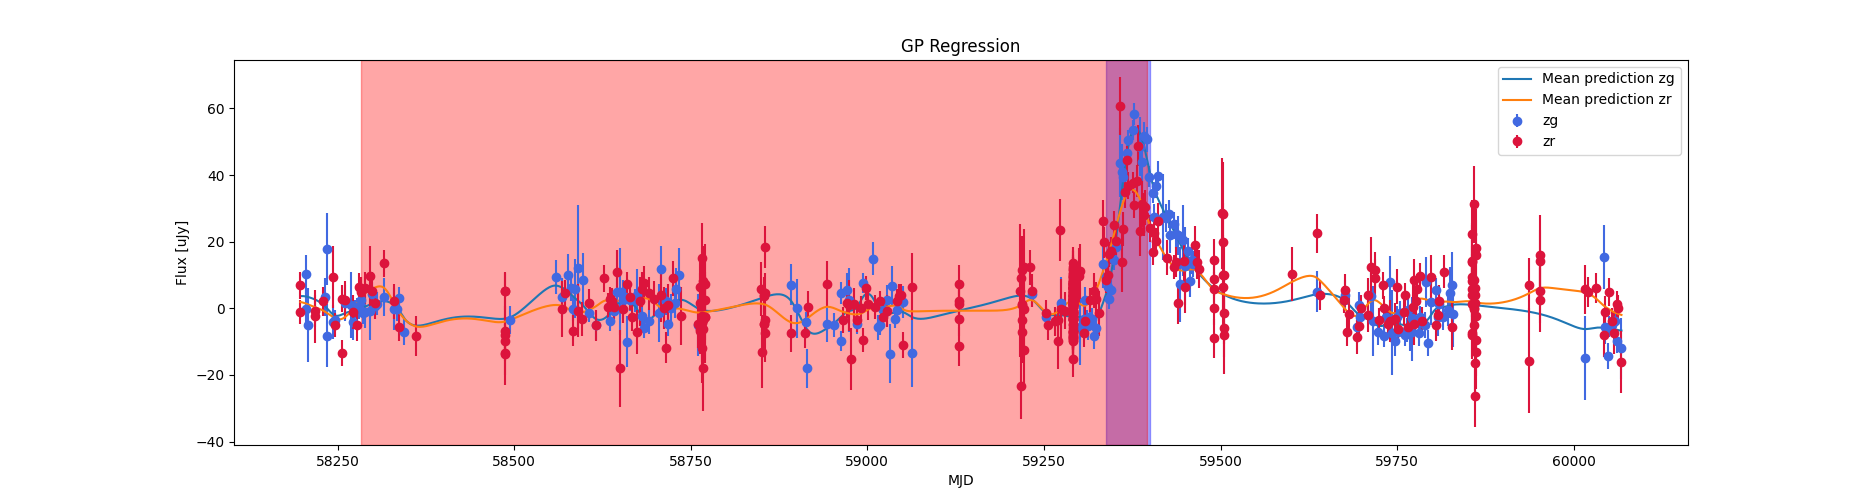 GP Regression
Flux [uJy]
60
40
20
0
−20
−40
58250
58500
58750
59000
59250
59500
59750
60000
MJD
Mean prediction zg
Mean prediction zr
zg
zr